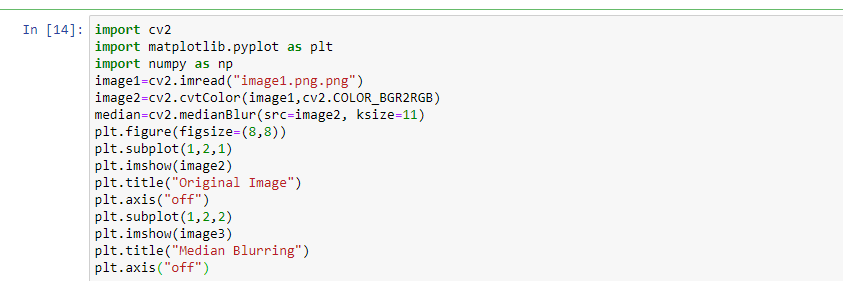 In [14]: import cv2
import matplotlib.pyplot as plt
import numpy as np
image1=cv2.imread("image1.png.png")
image2=cv2.cvtColor(image1,cv2.COLOR_BGR2RGB)
median=cv2.medianBlur(src=image2, ksize=11)
plt.figure(figsize=(8,8))
plt.subplot(1,2,1)
plt.imshow(image2)
plt.title("Original Image")
plt.axis("off")
plt.subplot(1,2,2)
plt.imshow(image3)
plt.title("Median Blurring")
plt.axis("off")